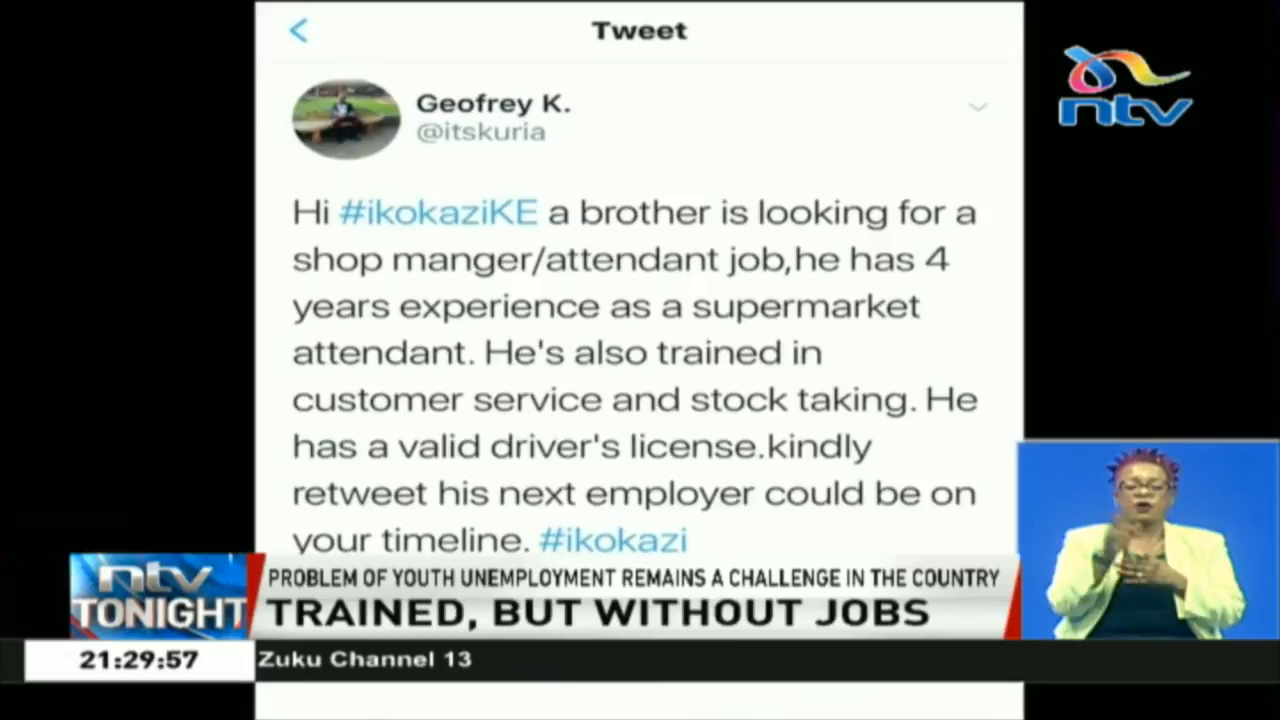 Tweet
Geofrey K.
@itskuria
ntv
Hi #ikokaziKE a brother is looking for a
shop manger/attendant job,he has 4
years experience as a supermarket
attendant. He's also trained in
customer service and stock taking. He
has a valid driver's license.kindly
retweet his next employer could be on
your timeline. #ikokazi
ntv
TONIGHT
PROBLEM OF YOUTH UNEMPLOYMENT REMAINS A CHALLENGE IN THE COUNTRY
TRAINED, BUT WITHOUT JOBS
21:29:57
Zuku Channel 13